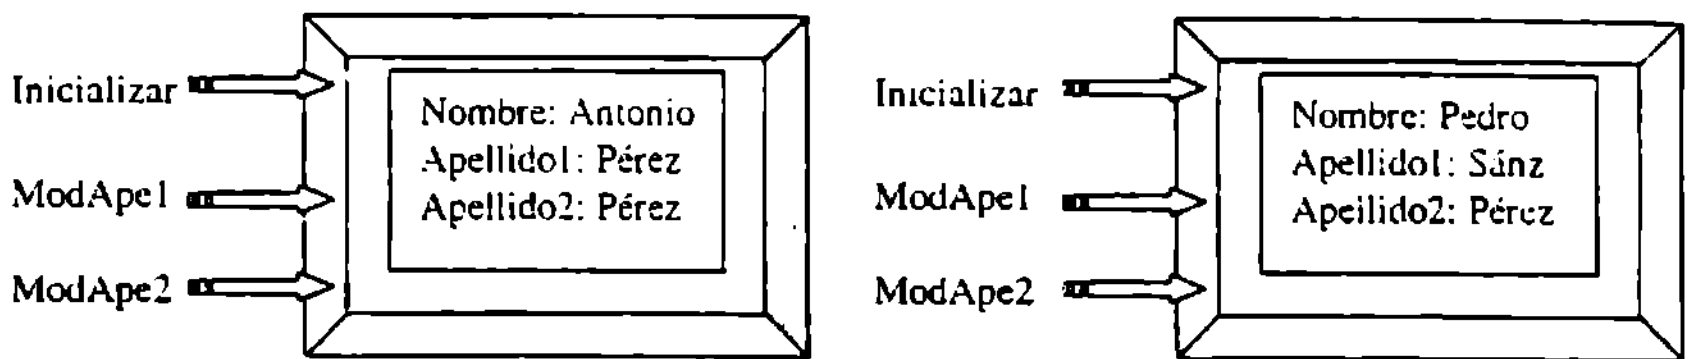 Inicializar
ModApe1
ModApe2
Nombre: Antonio
Apellido1: Pérez
Apellido2: Pérez
Inicializar
ModApe1
ModApe2
Nombre: Pedro
Apellido1: Sánz
Apellido2: Pérez